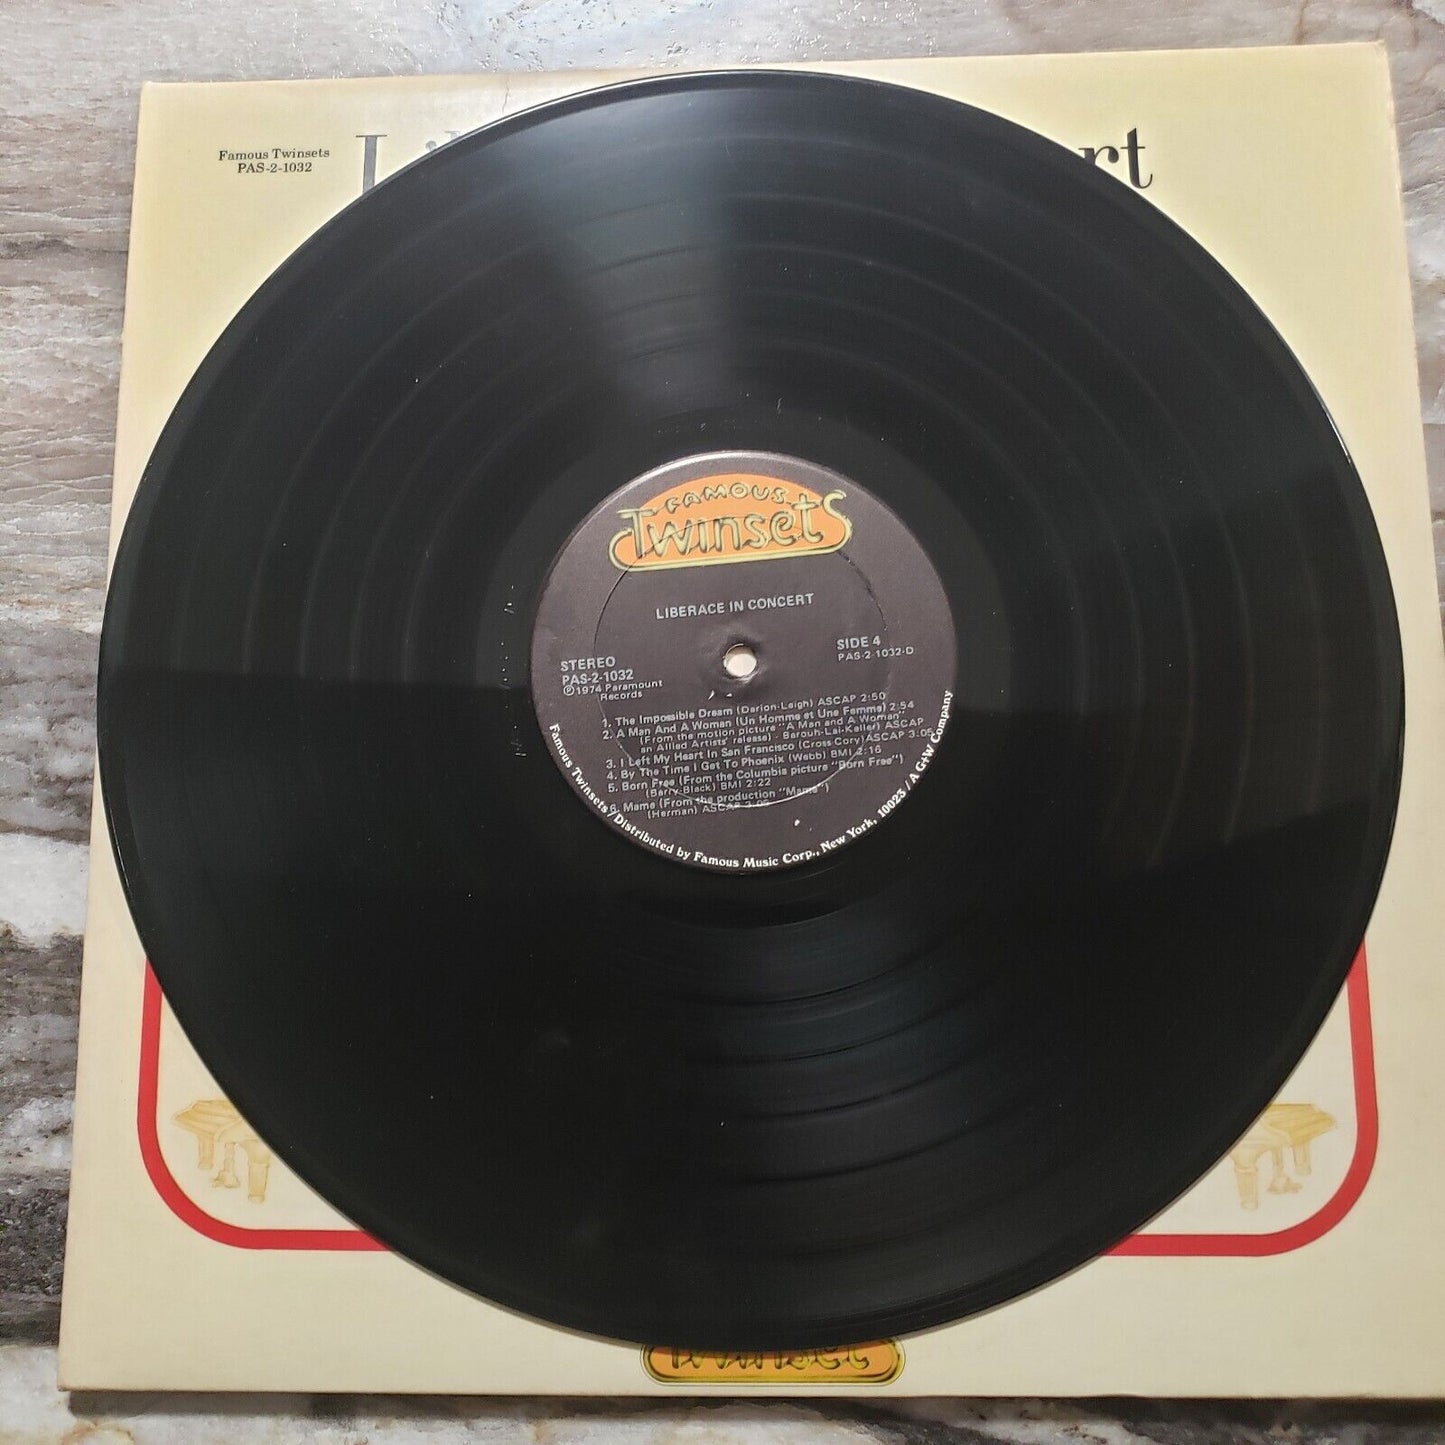 Famous Twinsets
PAS-2-1032
rt
FAMOUS
TwinsetS
LIBERACE IN CONCERT
STEREO
PAS-2-1032
℗1974 Paramount
Records
SIDE 4
PAS-2-1032-D
1. The Impossible Dream (Darion-Leigh) ASCAP 2:50
2. A Man And A Woman (Un Homme et Une Femme) 2:54
(From the motion picture "A Man and A Woman"
an Allied Artists' release) - Barouh-Lai-Keller) ASCAP
3. I Left My Heart In San Francisco (Cross-Cory) ASCAP 3:05
4. By The Time I Get To Phoenix (Webb) BMI 2:16
5. Born Free (From the Columbia picture "Born Free")
(Barry-Black) BMI 2:22
6. Mame (From the production "Mame")
(Herman) ASCAP 3:05
Famous Twinsets/Distributed by Famous Music Corp., New York, 10023/A G+W Company
Twinset